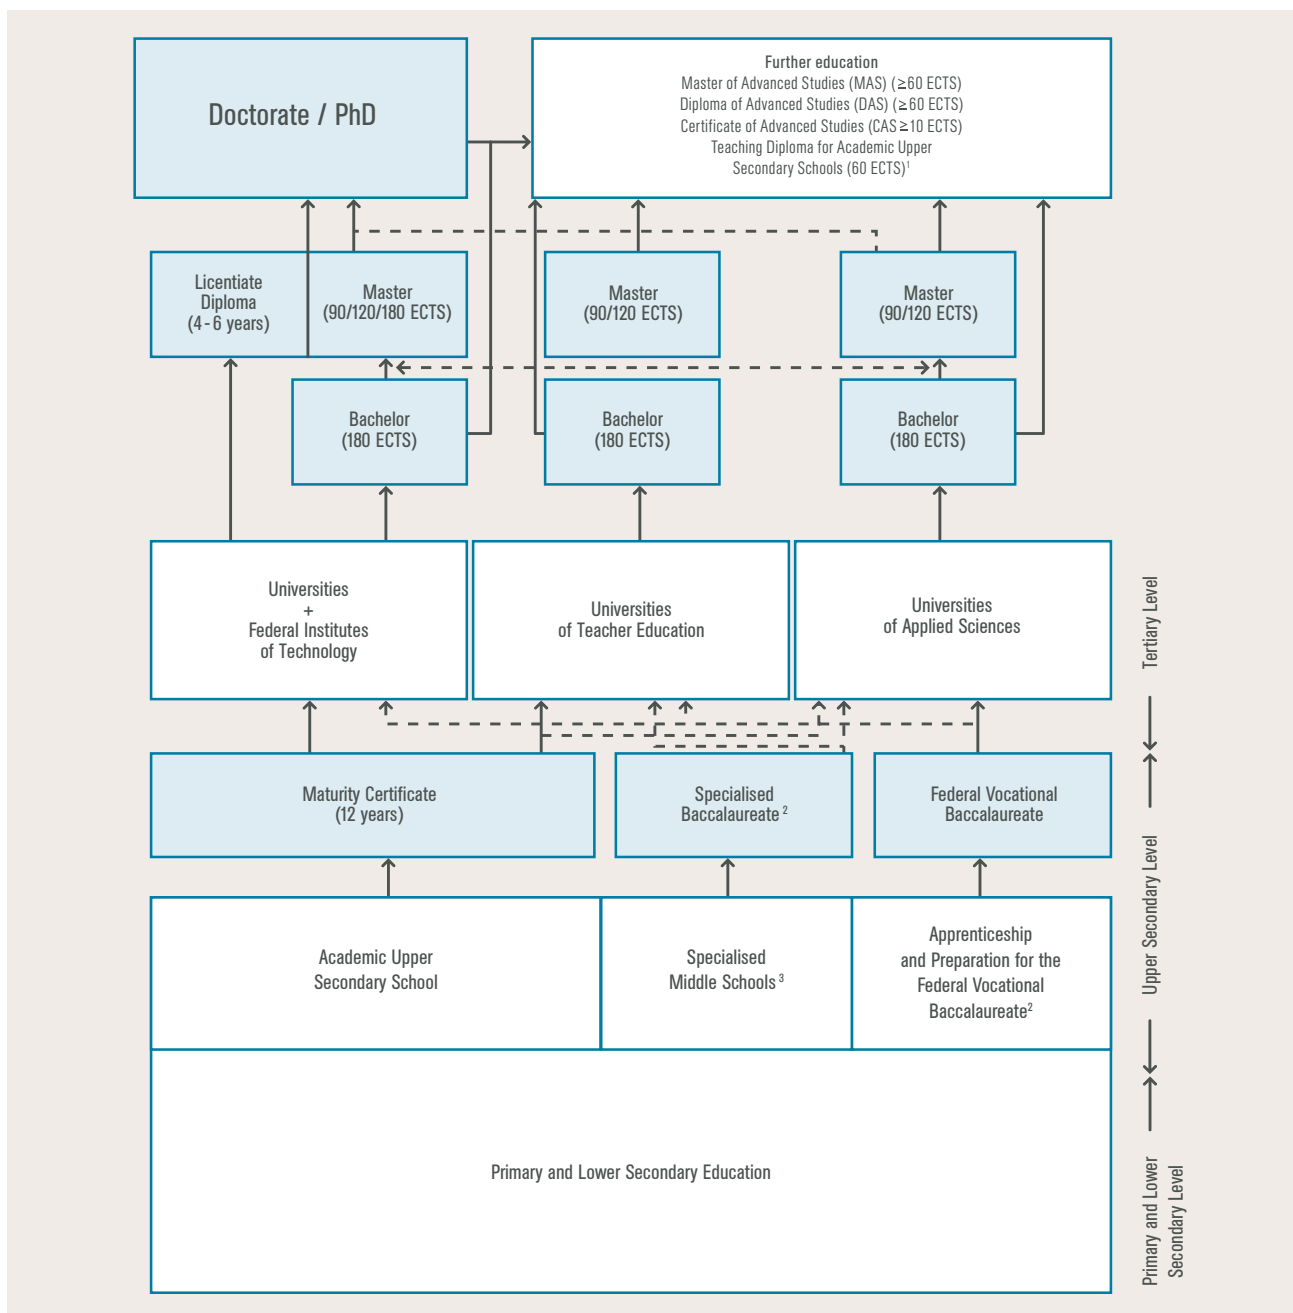 Doctorate / PhD
Further education
Master of Advanced Studies (MAS) (≥60 ECTS)
Diploma of Advanced Studies (DAS) (≥60 ECTS)
Certificate of Advanced Studies (CAS ≥10 ECTS)
Teaching Diploma for Academic Upper
Secondary Schools (60 ECTS)¹
Licentiate
Diploma
(4-6 years)
Master
(90/120/180 ECTS)
Master
(90/120 ECTS)
Master
(90/120 ECTS)
Bachelor
(180 ECTS)
Bachelor
(180 ECTS)
Bachelor
(180 ECTS)
Universities
+
Federal Institutes
of Technology
Universities
of Teacher Education
Universities
of Applied Sciences
Tertiary Level
Maturity Certificate
(12 years)
Specialised
Baccalaureate ²
Federal Vocational
Baccalaureate
Academic Upper
Secondary School
Specialised
Middle Schools ³
Apprenticeship
and Preparation for the
Federal Vocational
Baccalaureate²
Upper Secondary Level
Primary and Lower Secondary Education
Primary and Lower
Secondary Level